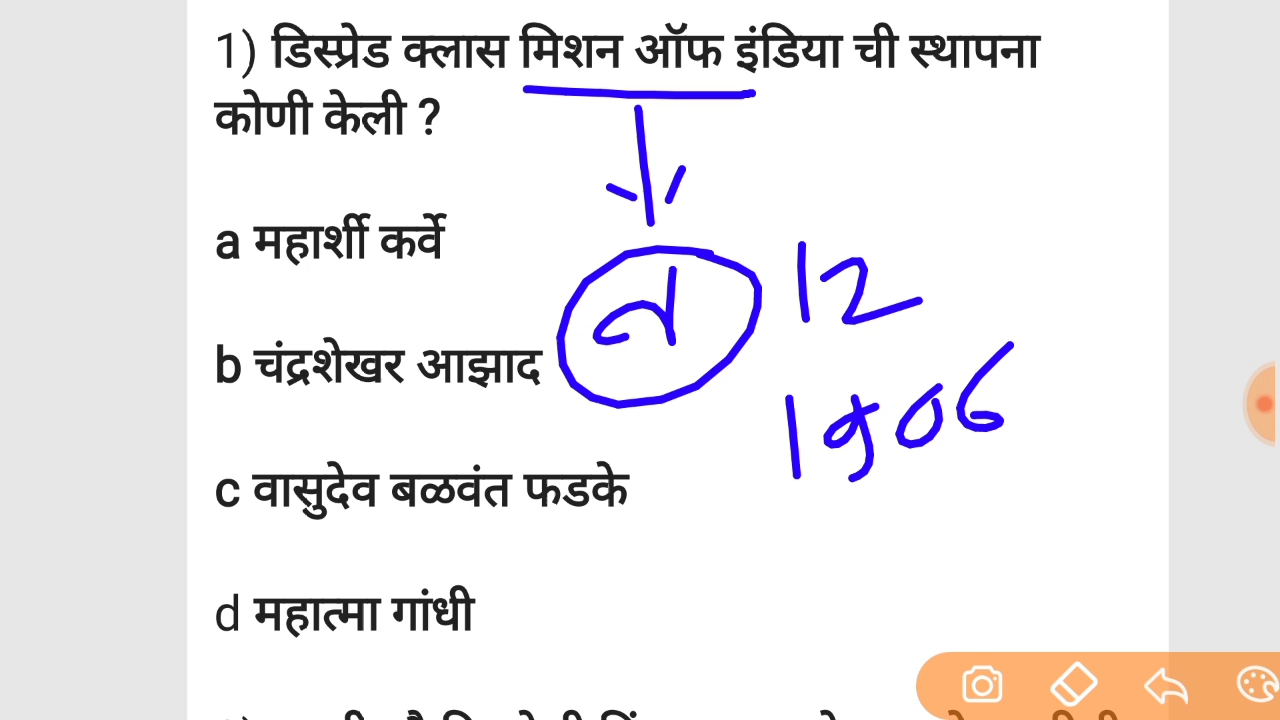 1) डिस्प्रेड क्लास मिशन ऑफ इंडिया ची स्थापना
कोणी केली ?
a महार्शी कर्वे
b चंद्रशेखर आझाद
12
1906
c वासुदेव बळवंत फडके
d महात्मा गांधी